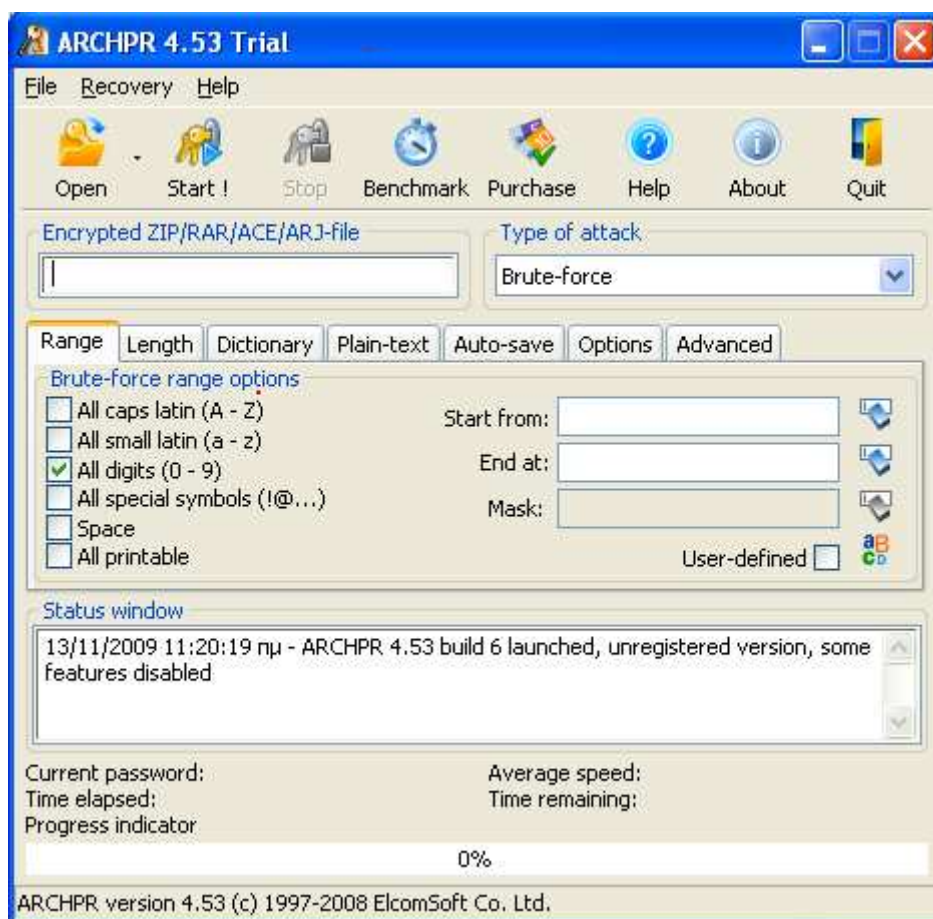 ARCHPR 4.53 Trial
File Recovery Help
Open Start ! Stop Benchmark Purchase Help About Quit
Encrypted ZIP/RAR/ACE/ARJ-file
Type of attack
Brute-force
Range Length Dictionary Plain-text Auto-save Options Advanced
Brute-force range options
All caps latin (A - Z)
All small latin (a - z)
All digits (0 - 9)
All special symbols (!@...)
Space
All printable
Start from:
End at:
Mask:
User-defined
Status window
13/11/2009 11:20:19 πμ - ARCHPR 4.53 build 6 launched, unregistered version, some
features disabled
Current password:
Time elapsed:
Progress indicator
Average speed:
Time remaining:
0%
ARCHPR version 4.53 (c) 1997-2008 ElcomSoft Co. Ltd.